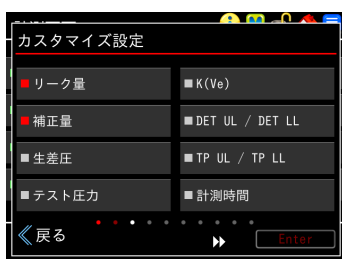 カスタマイズ設定
リーク量
K(Ve)
補正量
DET UL / DET LL
生差圧
TP UL / TP LL
テスト圧力
計測時間
戻る
Enter